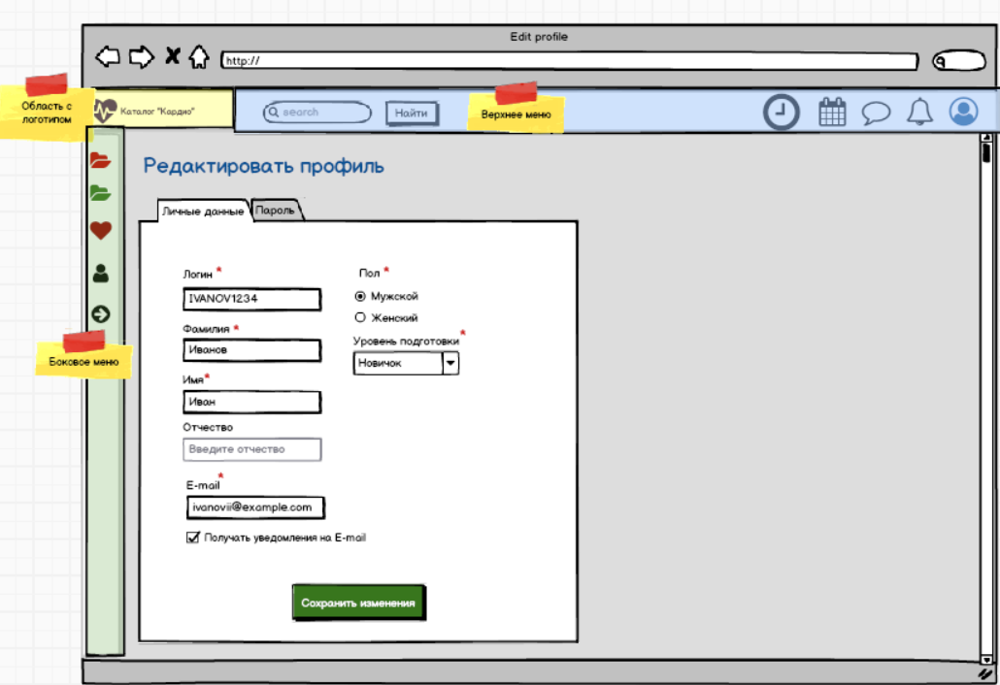 Edit profile
http://
Область с
логотипом
Каталог "Кардио"
search
Найти
Верхнее меню
Редактировать профиль
Личные данные
Пароль
Логин *
Пол *
IVANOV1234
Мужской
Женский
Фамилия *
Уровень подготовки *
Иванов
Новичок
Боковое меню
Имя *
Иван
Отчество
Введите отчество
E-mail *
ivanovii@example.com
Получать уведомления на E-mail
Сохранить изменения